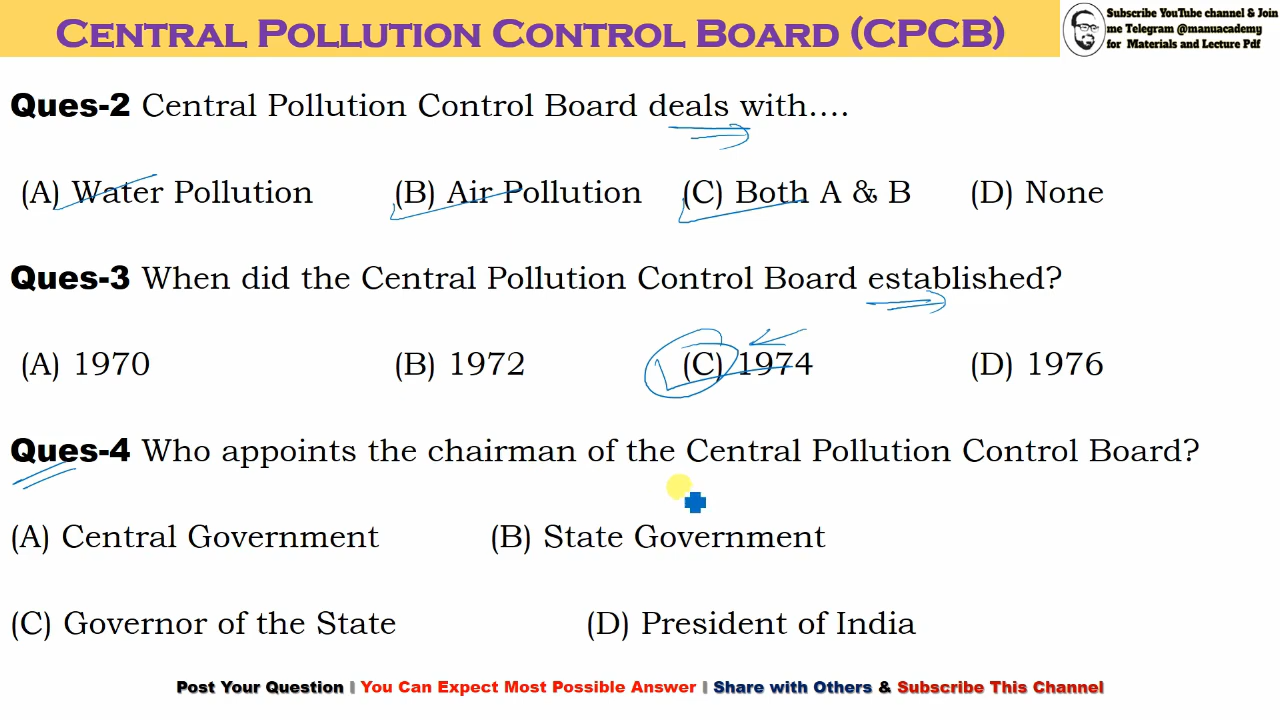 CENTRAL POLLUTION CONTROL BOARD (CPCB)
Subscribe YouTube channel & Join
me Telegram @manuacademy
for Materials and Lecture Pdf
Ques-2 Central Pollution Control Board deals with....
(A) Water Pollution (B) Air Pollution (C) Both A & B (D) None
Ques-3 When did the Central Pollution Control Board established?
(A) 1970 (B) 1972 (C) 1974 (D) 1976
Ques-4 Who appoints the chairman of the Central Pollution Control Board?
(A) Central Government (B) State Government
(C) Governor of the State (D) President of India
Post Your Question | You Can Expect Most Possible Answer | Share with Others & Subscribe This Channel